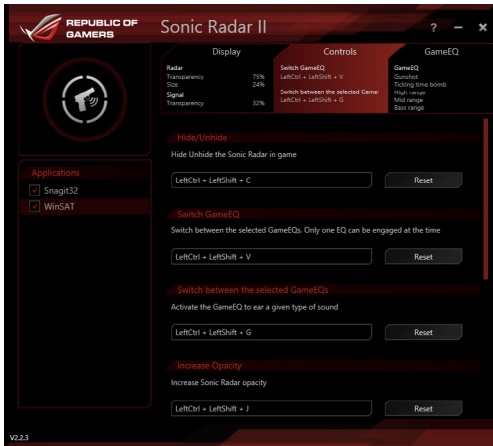 REPUBLIC OF
GAMERS
Sonic Radar II
?
Display
Controls
GameEQ
Radar
Transparency 75%
Size 24%
Signal
Transparency 32%
Switch GameEQ
LeftCtrl + LeftShift + V
Switch between the selected Game
LeftCtrl + LeftShift + G
GameEQ
Gunshot
Ticking time bomb
High range
Mid range
Bass range
Applications
Snagit32
WinSAT
Hide/Unhide
Hide Unhide the Sonic Radar in game
LeftCtrl + LeftShift + C
Reset
Switch GameEQ
Switch between the selected GameEQs. Only one EQ can be engaged at the time
LeftCtrl + LeftShift + V
Reset
Switch between the selected GameEQs
Activate the GameEQ to ear a given type of sound
LeftCtrl + LeftShift + G
Reset
Increase Opacity
Increase Sonic Radar opacity
LeftCtrl + LeftShift + J
Reset
V2.2.3